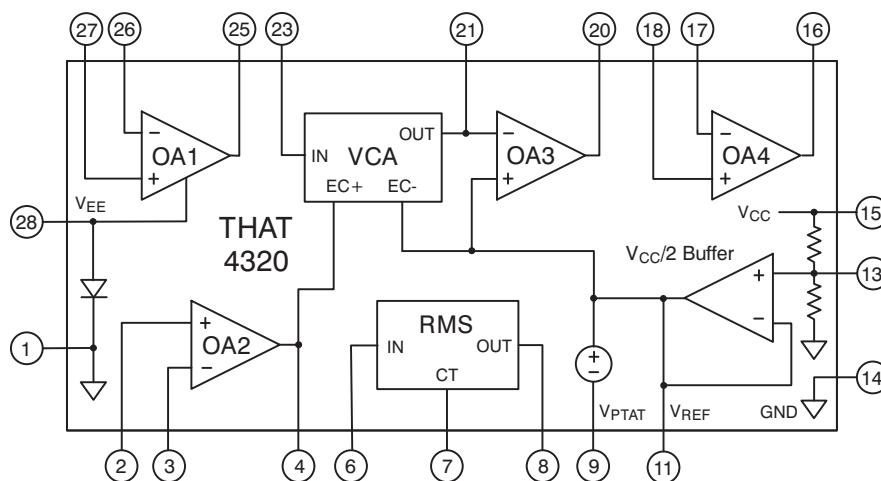 27
26
25
23
21
20
18
17
16
OUT
OA1
IN
VCA
OA3
OA4
EC+
EC-
28
VEE
THAT
4320
VCC
15
VCC/2 Buffer
13
RMS
1
OA2
IN
OUT
CT
14
VPTAT
VREF
GND
2
3
4
6
7
8
9
11